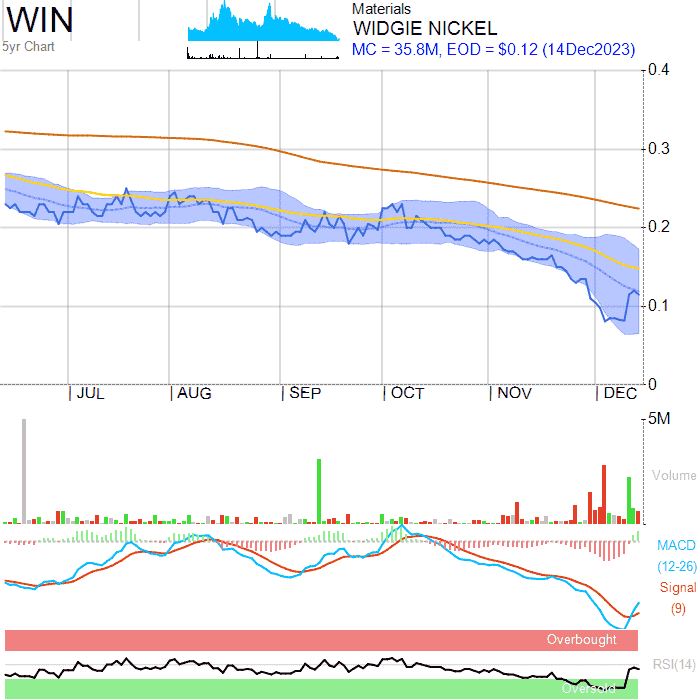 WIN
5yr Chart
Materials
WIDGIE NICKEL
MC = 35.8M, EOD = $0.12 (14Dec2023)
0.4
0.3
0.2
0.1
0
JUL AUG SEP OCT NOV DEC
5M
Volume
MACD
(12-26)
Signal
(9)
Overbought
RSI(14)
Oversold